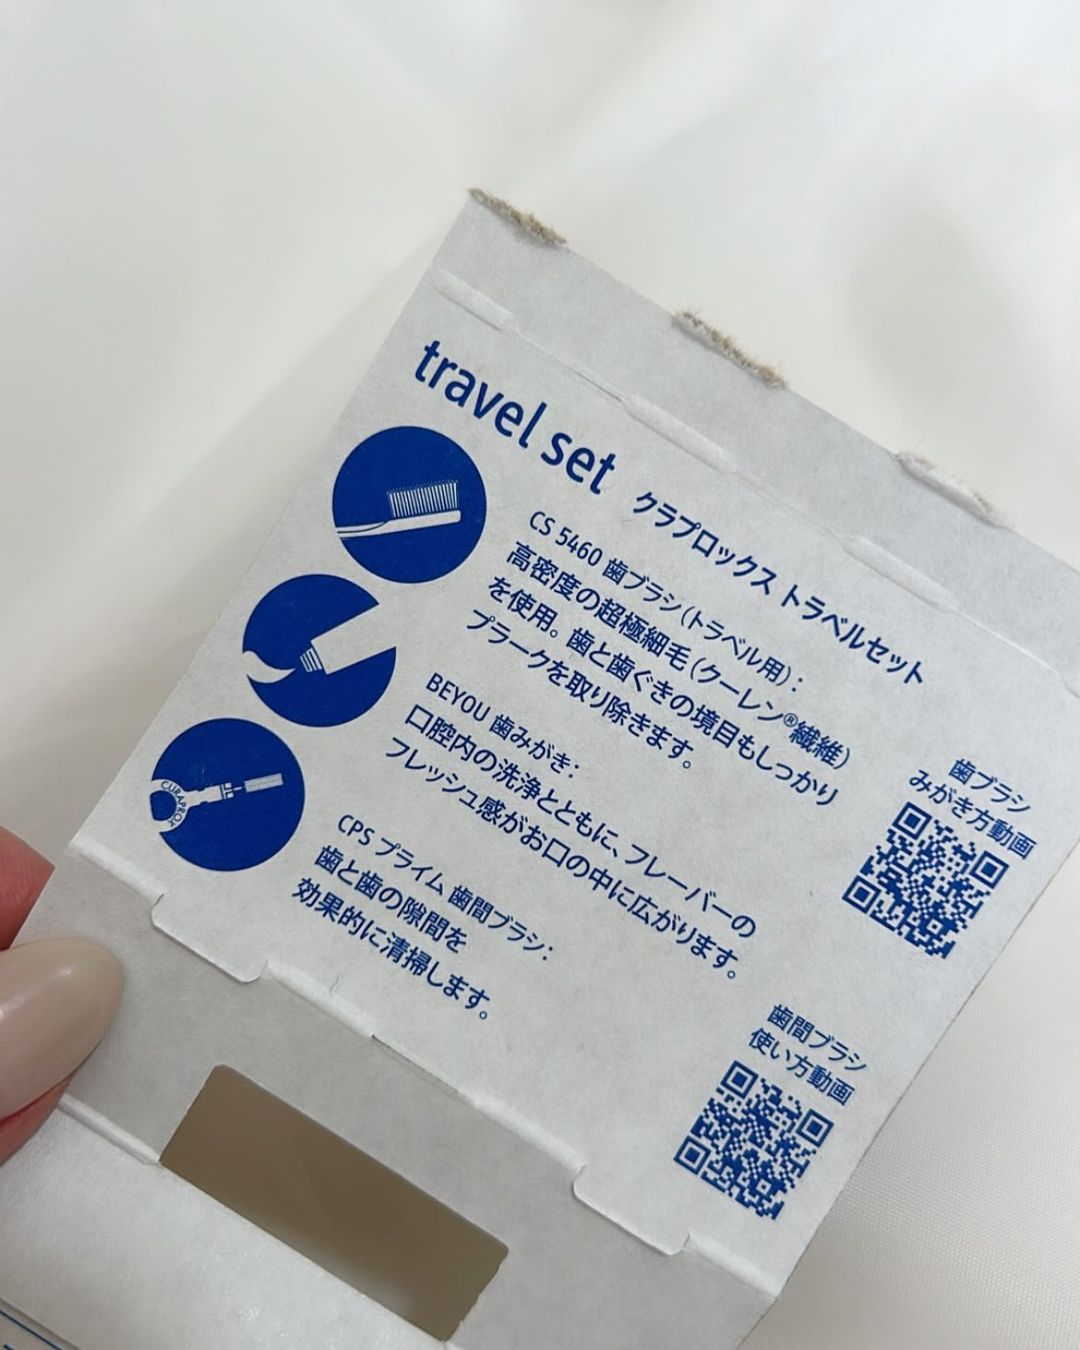 travel set クラプロックス トラベルセット
CS 5460 歯ブラシ(トラベル用):
高密度の超極細毛(クーレン®繊維)
を使用。歯と歯ぐきの境目もしっかり
プラークを取り除きます。
BEYOU 歯みがき:
口腔内の洗浄とともに、フレーバーの
フレッシュ感がお口の中に広がります。
CPS プライム 歯間ブラシ:
歯と歯の隙間を
効果的に清掃します。
歯ブラシ
みがき方動画
歯間ブラシ
使い方動画
CURAPROX